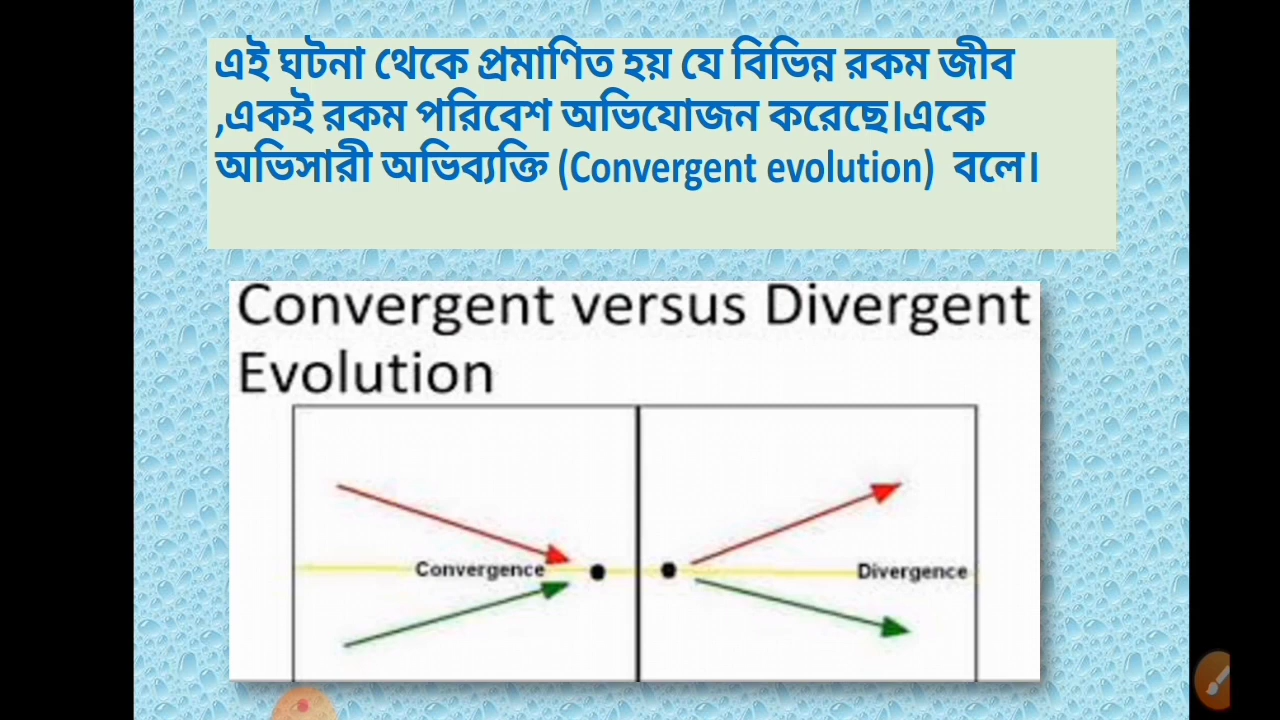 এই ঘটনা থেকে প্রমাণিত হয় যে বিভিন্ন রকম জীব
,একই রকম পরিবেশ অভিযোজন করেছে।একে
অভিসারী অভিব্যক্তি (Convergent evolution) বলে।
Convergent versus Divergent
Evolution
Convergence
Divergence